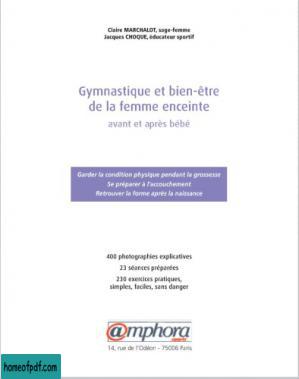 Claire MARCHALOT, sage-femme
Jacques CHOQUE, éducateur sportif
Gymnastique et bien-être
de la femme enceinte
avant et après bébé
Garder la condition physique pendant la grossesse
Se préparer à l'accouchement
Retrouver la forme après la naissance
400 photographies explicatives
23 séances préparées
230 exercices pratiques,
simples, faciles, sans danger
@mphora
sports
14, rue de l'Odéon - 75006 Paris
homeofpdf.com